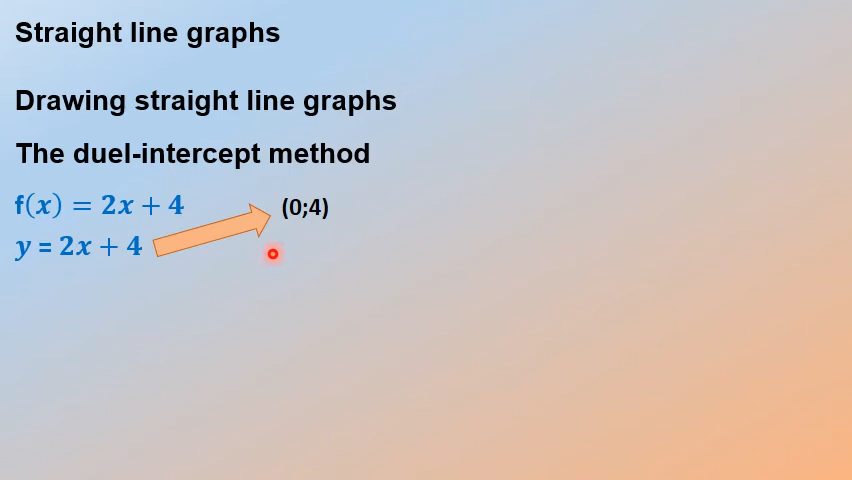 Straight line graphs
Drawing straight line graphs
The duel-intercept method
f(x) = 2x + 4
(0;4)
y = 2x + 4